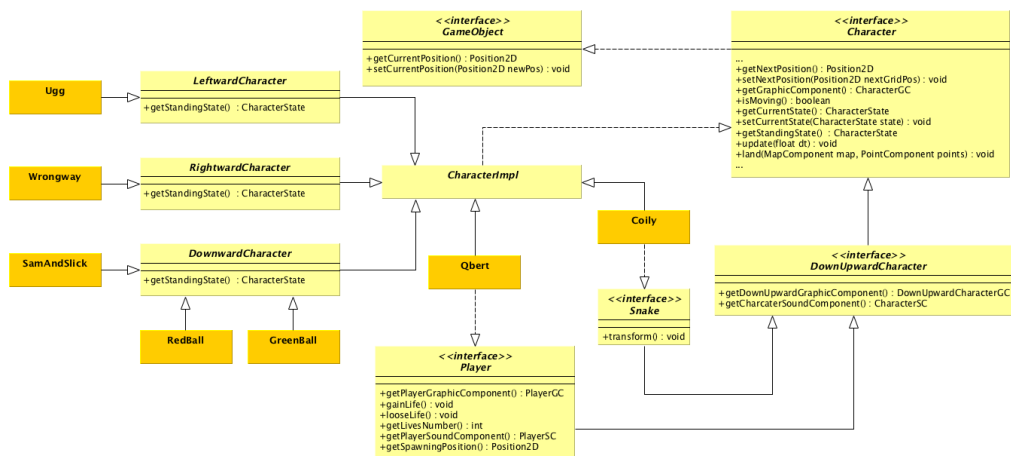 <<interface>>
GameObject
+getCurrentPosition() : Position2D
+setCurrentPosition(Position2D newPos) : void
<<interface>>
Character
...
+getNextPosition() : Position2D
+setNextPosition(Position2D nextGridPos) : void
+getGraphicComponent() : CharacterGC
+isMoving() : boolean
+getCurrentState() : CharacterState
+setCurrentState(CharacterState state) : void
+getStandingState() : CharacterState
+update(float dt) : void
+land(MapComponent map, PointComponent points) : void
...
Ugg
LeftwardCharacter
+getStandingState() : CharacterState
Wrongway
RightwardCharacter
+getStandingState() : CharacterState
CharacterImpl
Coily
SamAndSlick
DownwardCharacter
+getStandingState() : CharacterState
Qbert
<<interface>>
DownUpwardCharacter
+getDownUpwardGraphicComponent() : DownUpwardCharacterGC
+getCharcaterSoundComponent() : CharacterSC
<<interface>>
Snake
+transform() : void
RedBall
GreenBall
<<interface>>
Player
+getPlayerGraphicComponent() : PlayerGC
+gainLife() : void
+looseLife() : void
+getLivesNumber() : int
+getPlayerSoundComponent() : PlayerSC
+getSpawningPosition() : Position2D